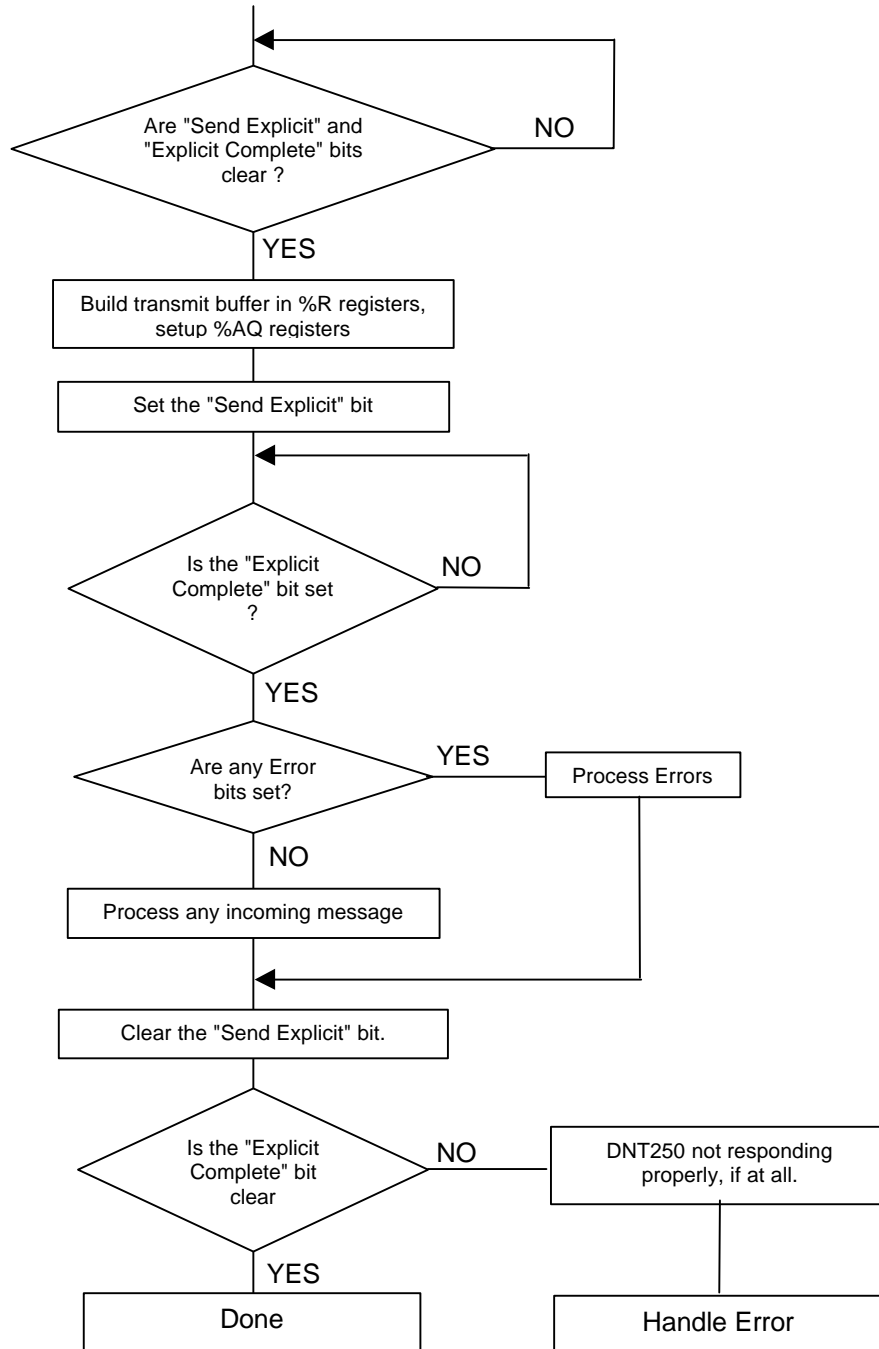 Are "Send Explicit" and
"Explicit Complete" bits
clear ?
NO
YES
Build transmit buffer in %R registers,
setup %AQ registers
Set the "Send Explicit" bit
Is the "Explicit
Complete" bit set
?
NO
YES
Are any Error
bits set?
YES
Process Errors
NO
Process any incoming message
Clear the "Send Explicit" bit.
Is the "Explicit
Complete" bit
clear
NO
DNT250 not responding
properly, if at all.
YES
Done
Handle Error